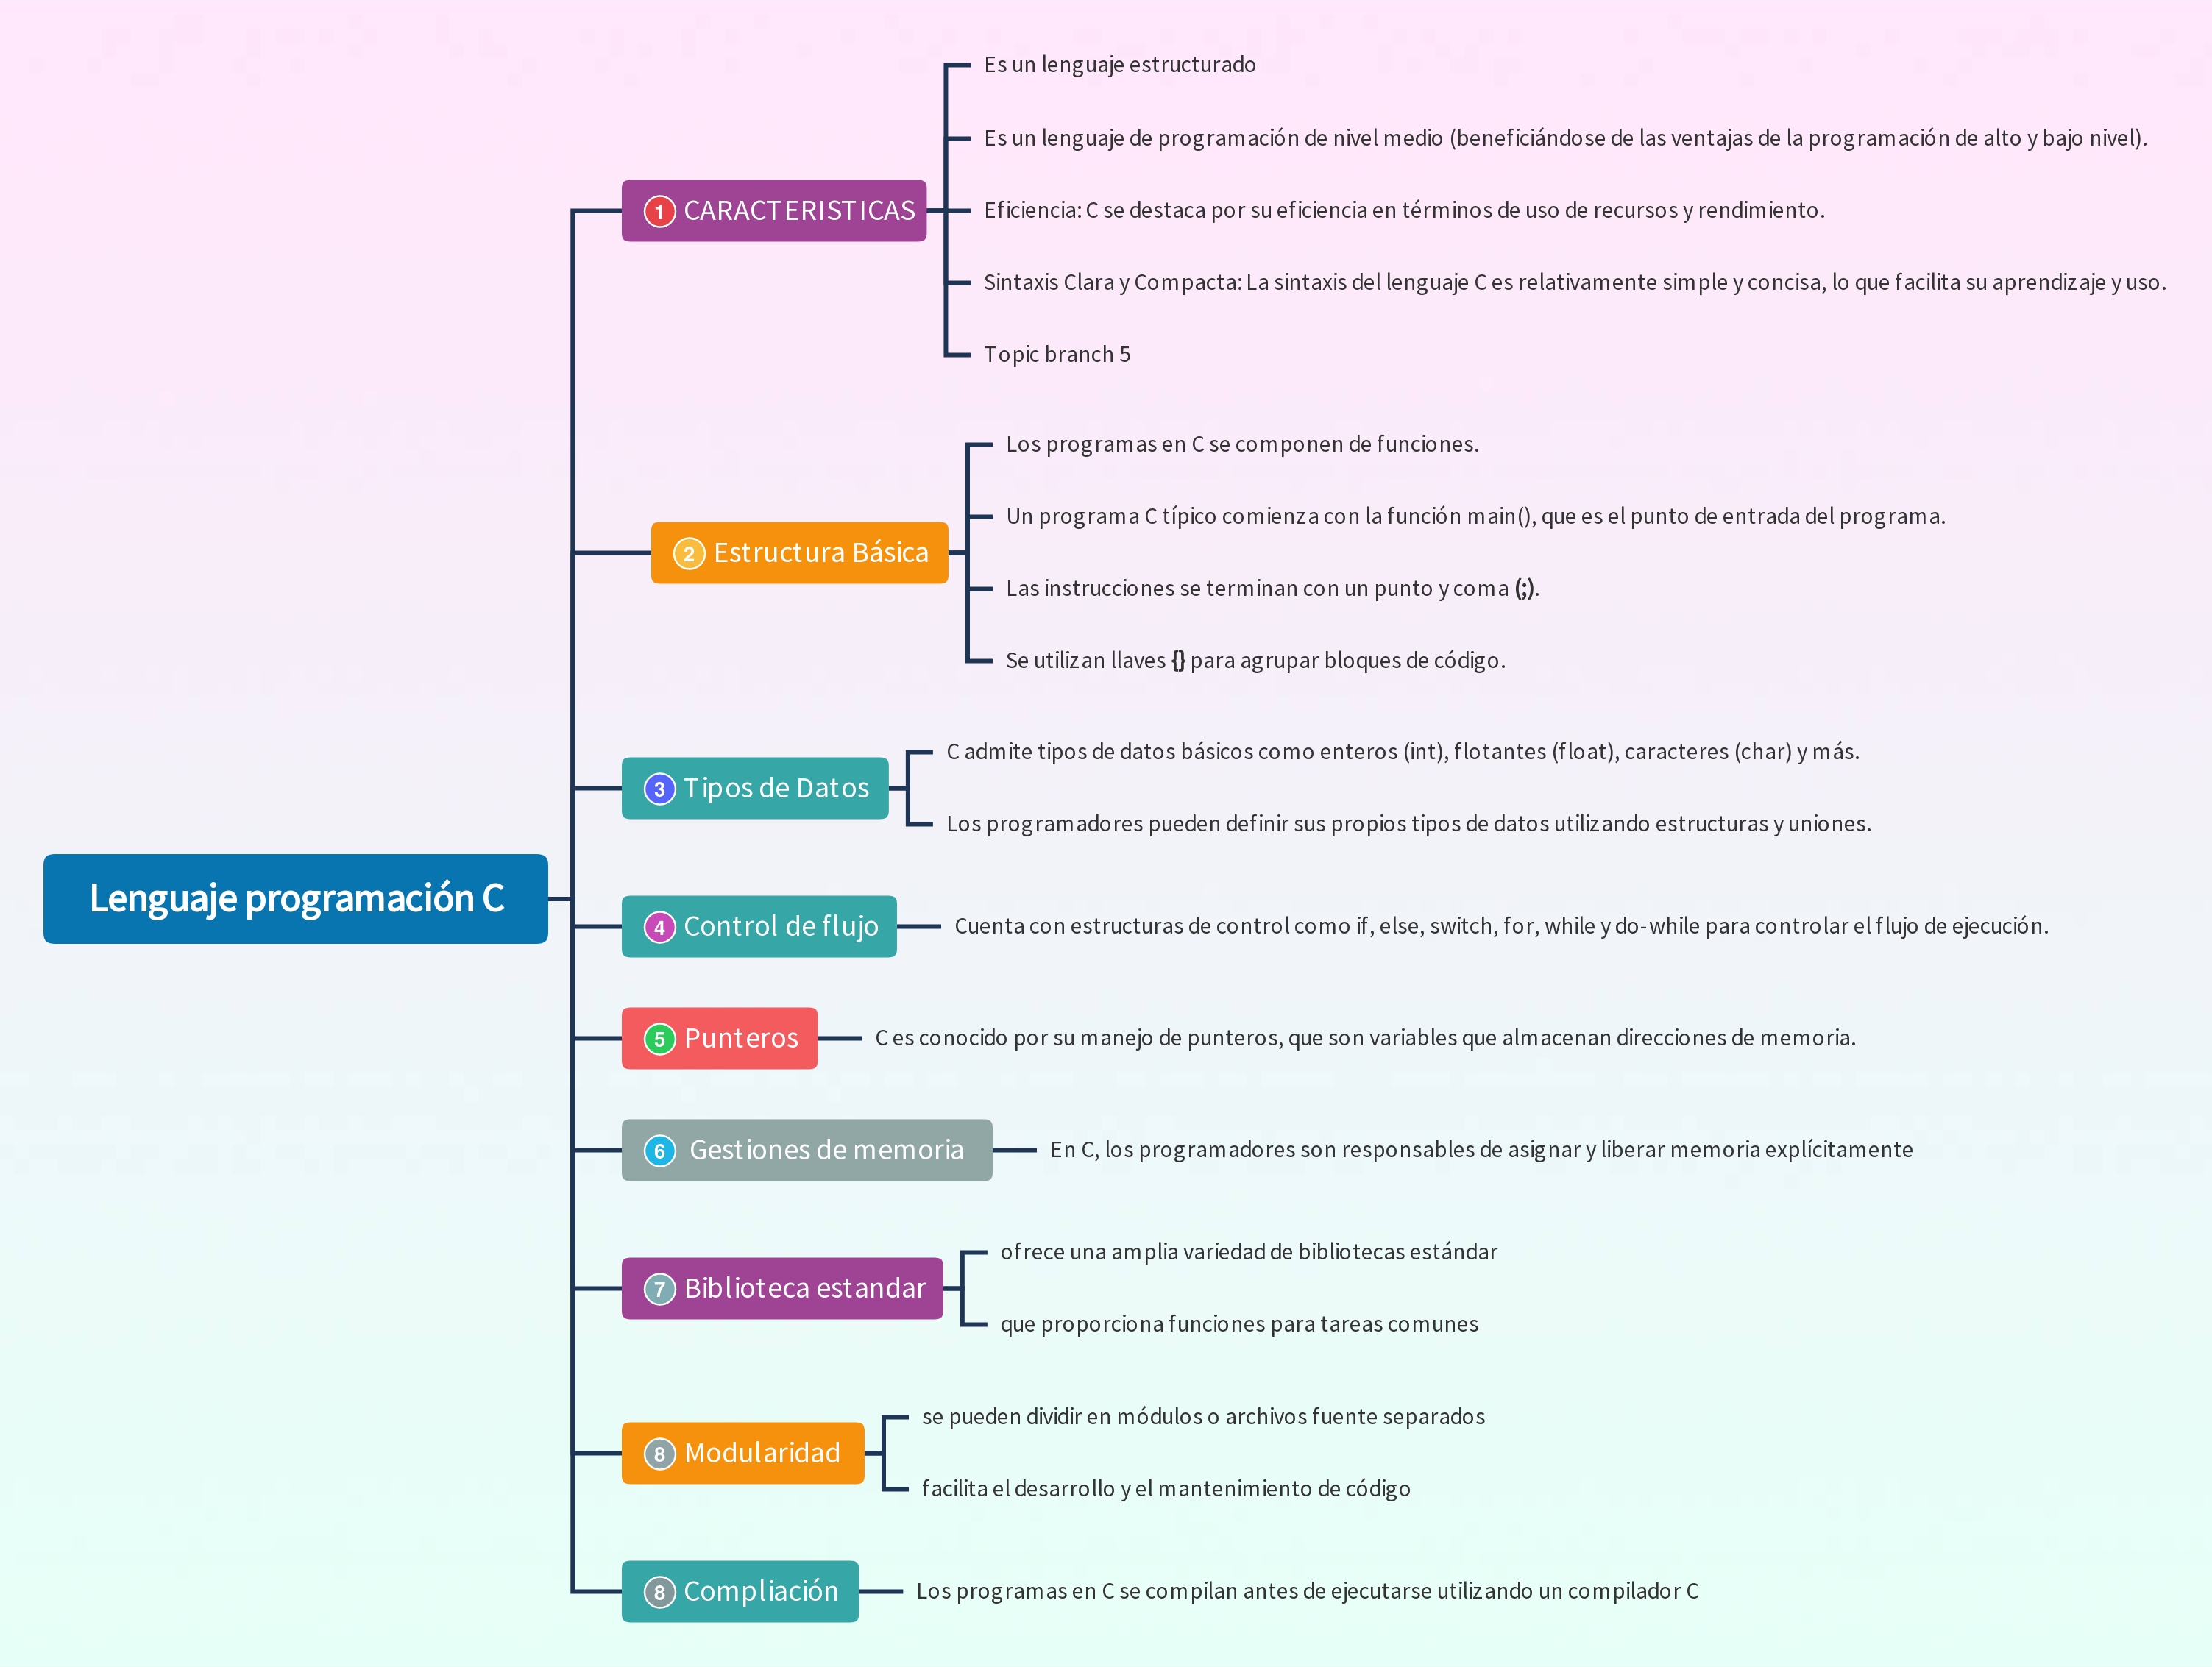 Lenguaje programación C
1 CARACTERISTICAS
Es un lenguaje estructurado
Es un lenguaje de programación de nivel medio (beneficiándose de las ventajas de la programación de alto y bajo nivel).
Eficiencia: C se destaca por su eficiencia en términos de uso de recursos y rendimiento.
Sintaxis Clara y Compacta: La sintaxis del lenguaje C es relativamente simple y concisa, lo que facilita su aprendizaje y uso.
Topic branch 5
2 Estructura Básica
Los programas en C se componen de funciones.
Un programa C típico comienza con la función main(), que es el punto de entrada del programa.
Las instrucciones se terminan con un punto y coma (;).
Se utilizan llaves {} para agrupar bloques de código.
3 Tipos de Datos
C admite tipos de datos básicos como enteros (int), flotantes (float), caracteres (char) y más.
Los programadores pueden definir sus propios tipos de datos utilizando estructuras y uniones.
4 Control de flujo
Cuenta con estructuras de control como if, else, switch, for, while y do-while para controlar el flujo de ejecución.
5 Punteros
C es conocido por su manejo de punteros, que son variables que almacenan direcciones de memoria.
6 Gestiones de memoria
En C, los programadores son responsables de asignar y liberar memoria explícitamente
7 Biblioteca estandar
ofrece una amplia variedad de bibliotecas estándar
que proporciona funciones para tareas comunes
8 Modularidad
se pueden dividir en módulos o archivos fuente separados
facilita el desarrollo y el mantenimiento de código
8 Compliación
Los programas en C se compilan antes de ejecutarse utilizando un compilador C